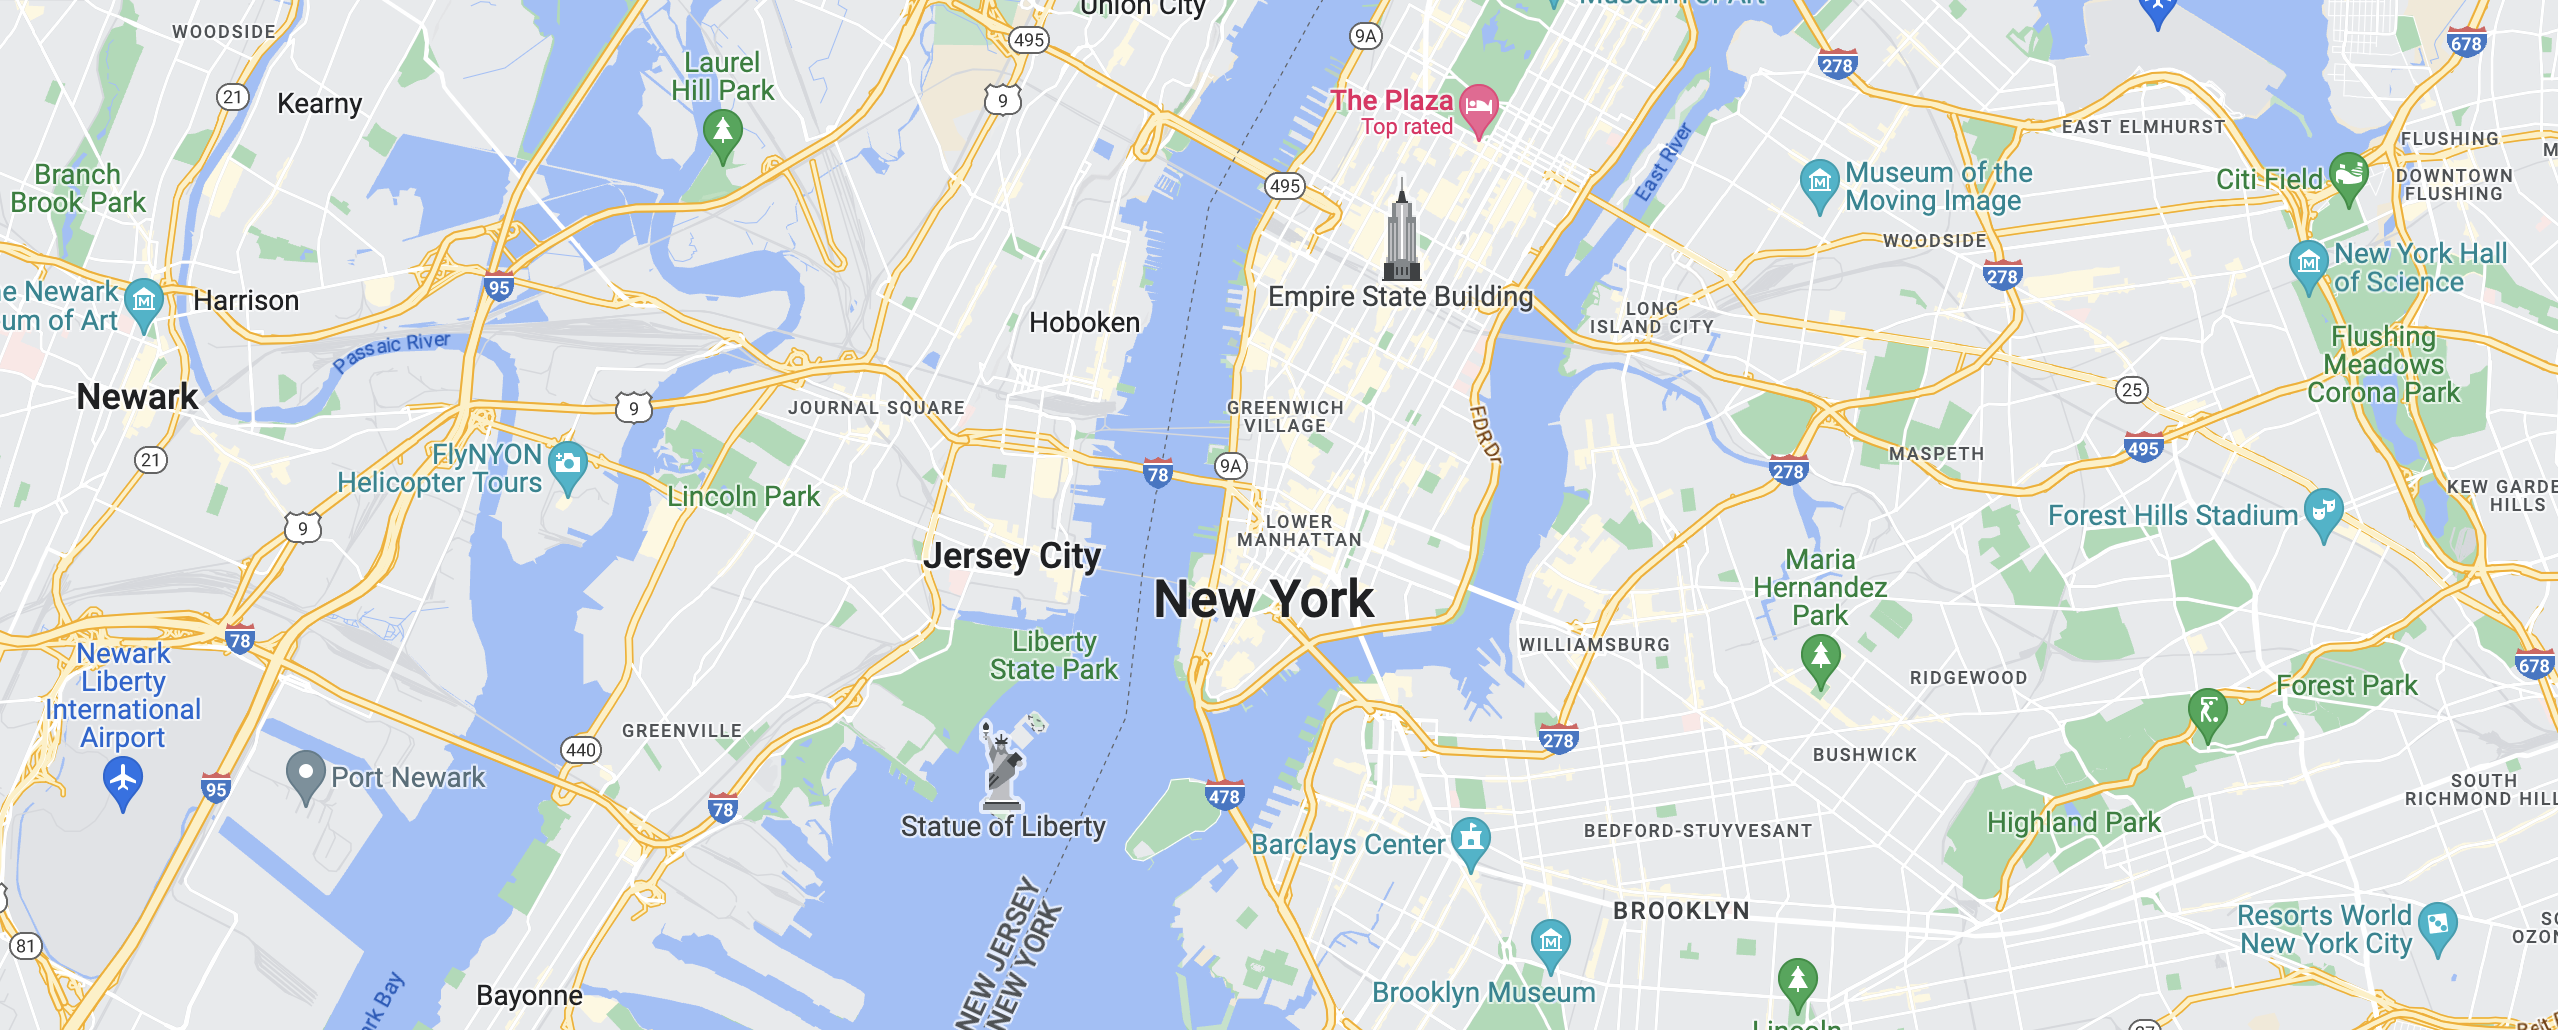 WOODSIDE
21
Kearny
Branch
Brook Park
Laurel
Hill Park
495
9
Union City
9A
The Plaza
Top rated
495
East River
278
678
EAST ELMHURST
FLUSHING
Citi Field
DOWNTOWN
FLUSHING
Museum of the
Moving Image
WOODSIDE
278
New York Hall
of Science
e Newark
um of Art
Harrison
95
Passaic River
Newark
Hoboken
Empire State Building
LONG
ISLAND CITY
Flushing
Meadows
Corona Park
25
9
JOURNAL SQUARE
GREENWICH
VILLAGE
FDR Dr
MASPETH
495
278
21
FlyNYON
Helicopter Tours
Lincoln Park
78
9A
KEW GARDE
HILLS
9
LOWER
MANHATTAN
Forest Hills Stadium
Jersey City
New York
Maria
Hernandez
Park
78
Newark
Liberty
International
Airport
Liberty
State Park
WILLIAMSBURG
RIDGEWOOD
678
Forest Park
GREENVILLE
440
278
BUSHWICK
95
Port Newark
78
Statue of Liberty
478
SOUTH
RICHMOND HILL
Highland Park
Barclays Center
BEDFORD-STUYVESANT
BROOKLYN
81
NEW JERSEY
NEW YORK
Resorts World
New York City
OZON
Bayonne
rk Bay
Brooklyn Museum
Lincoln